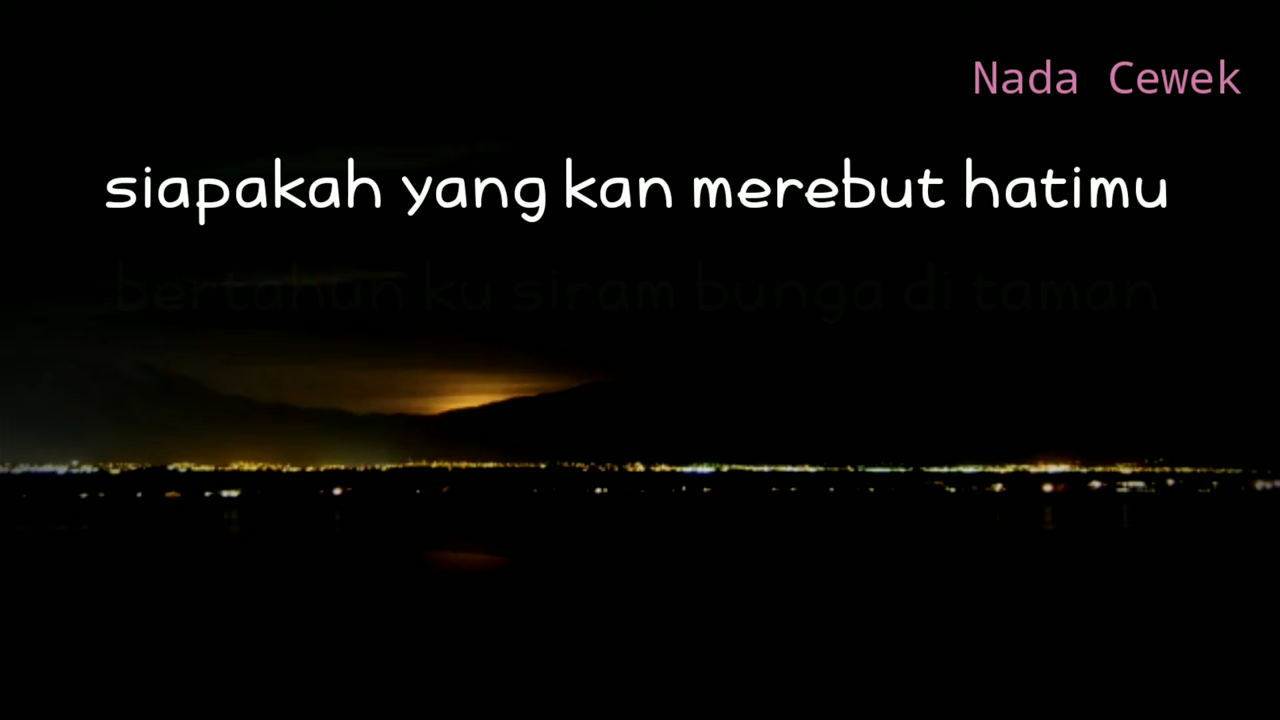 Nada Cewek
siapakah yang kan merebut hatimu
bertahun ku siram bunga di taman